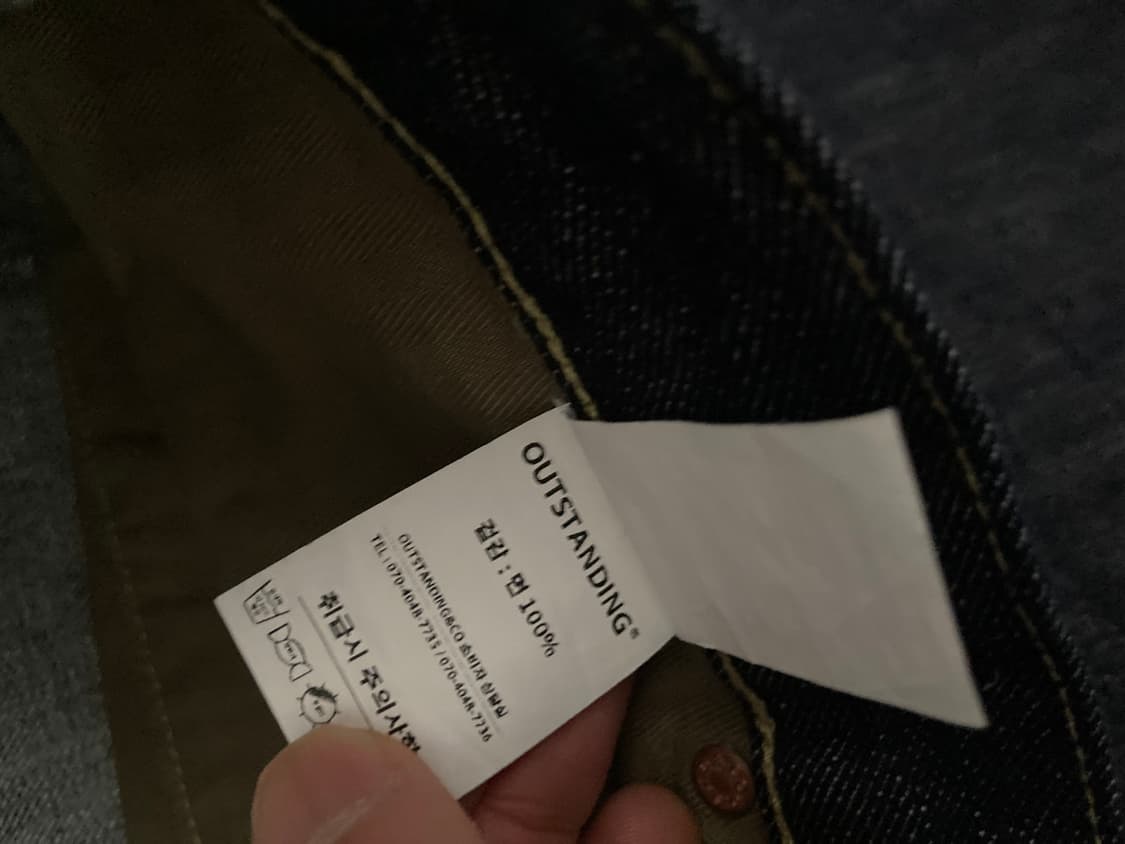 OUTSTANDING®
겉감 : 면 100%
OUTSTANDING&CO 소비자 상담실
TEL : 070-4048-7735 / 070-4048-7736
취급시 주의사항